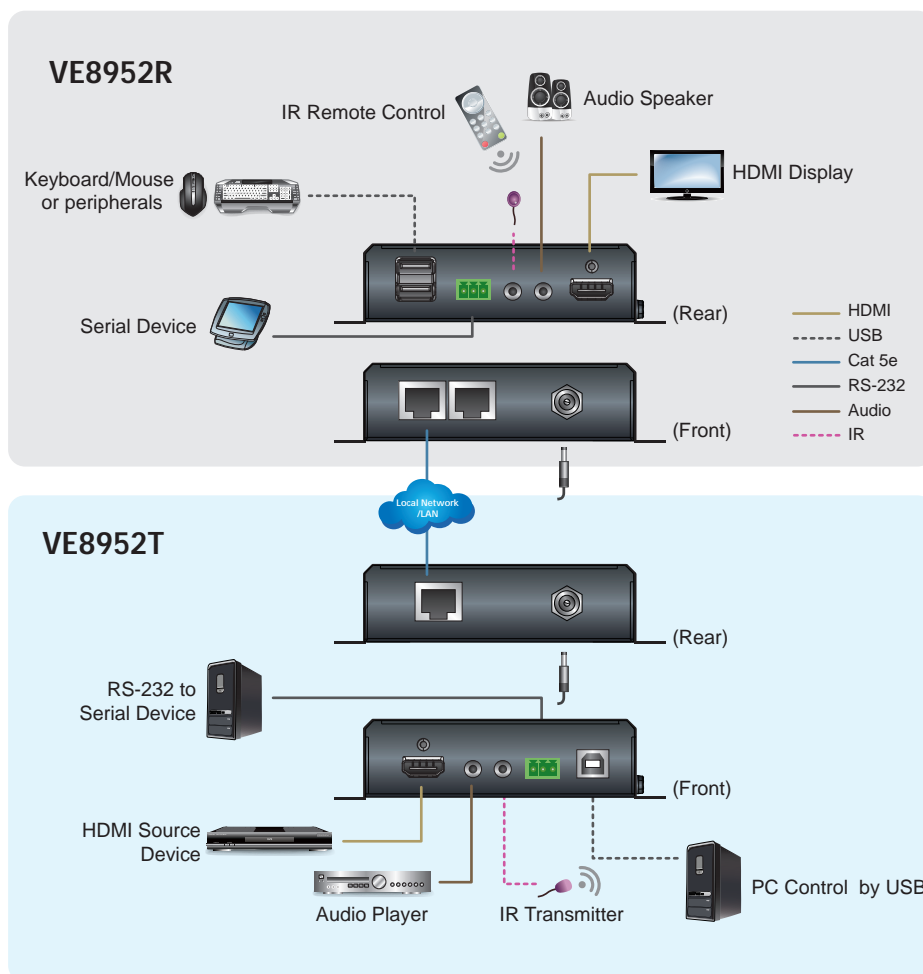 VE8952R
IR Remote Control
Audio Speaker
Keyboard/Mouse
or peripherals
HDMI Display
Serial Device
(Rear)
HDMI
USB
Cat 5e
RS-232
Audio
IR
(Front)
Local Network
/LAN
VE8952T
(Rear)
RS-232 to
Serial Device
(Front)
HDMI Source
Device
Audio Player
IR Transmitter
PC Control by USB